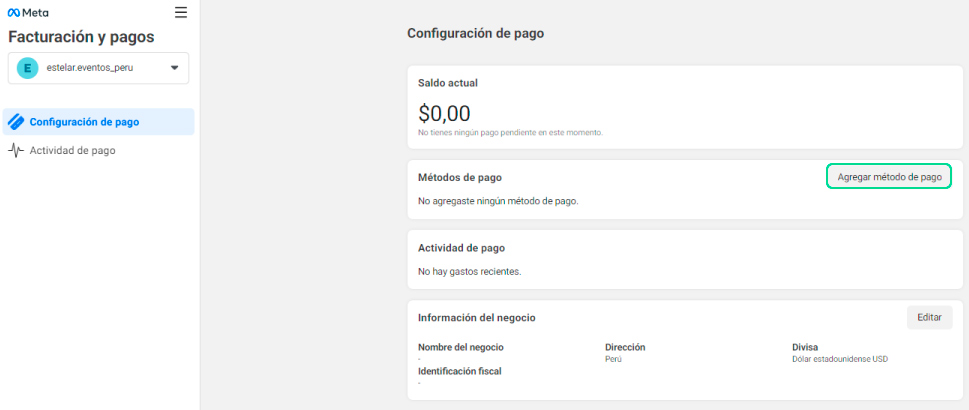 Meta
Facturación y pagos
E
estelar.eventos_peru
Configuración de pago
Actividad de pago
Configuración de pago
Saldo actual
$0,00
No tienes ningún pago pendiente en este momento.
Métodos de pago
Agregar método de pago
No agregaste ningún método de pago.
Actividad de pago
No hay gastos recientes.
Información del negocio
Editar
Nombre del negocio
-
Dirección
Perú
Divisa
Dólar estadounidense USD
Identificación fiscal
-